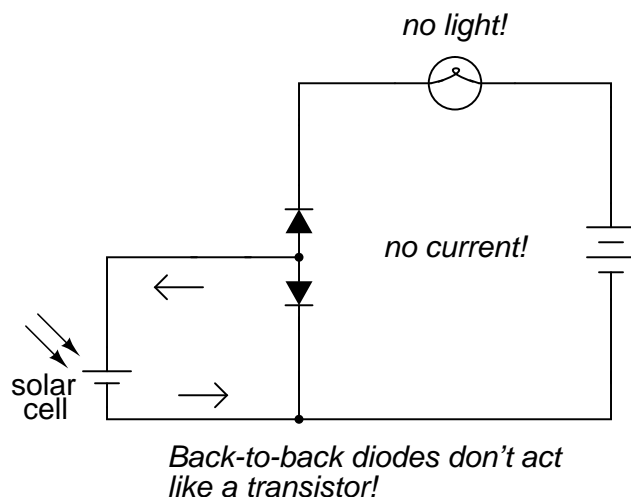 no light!
no current!
solar
cell
Back-to-back diodes don’t act
like a transistor!